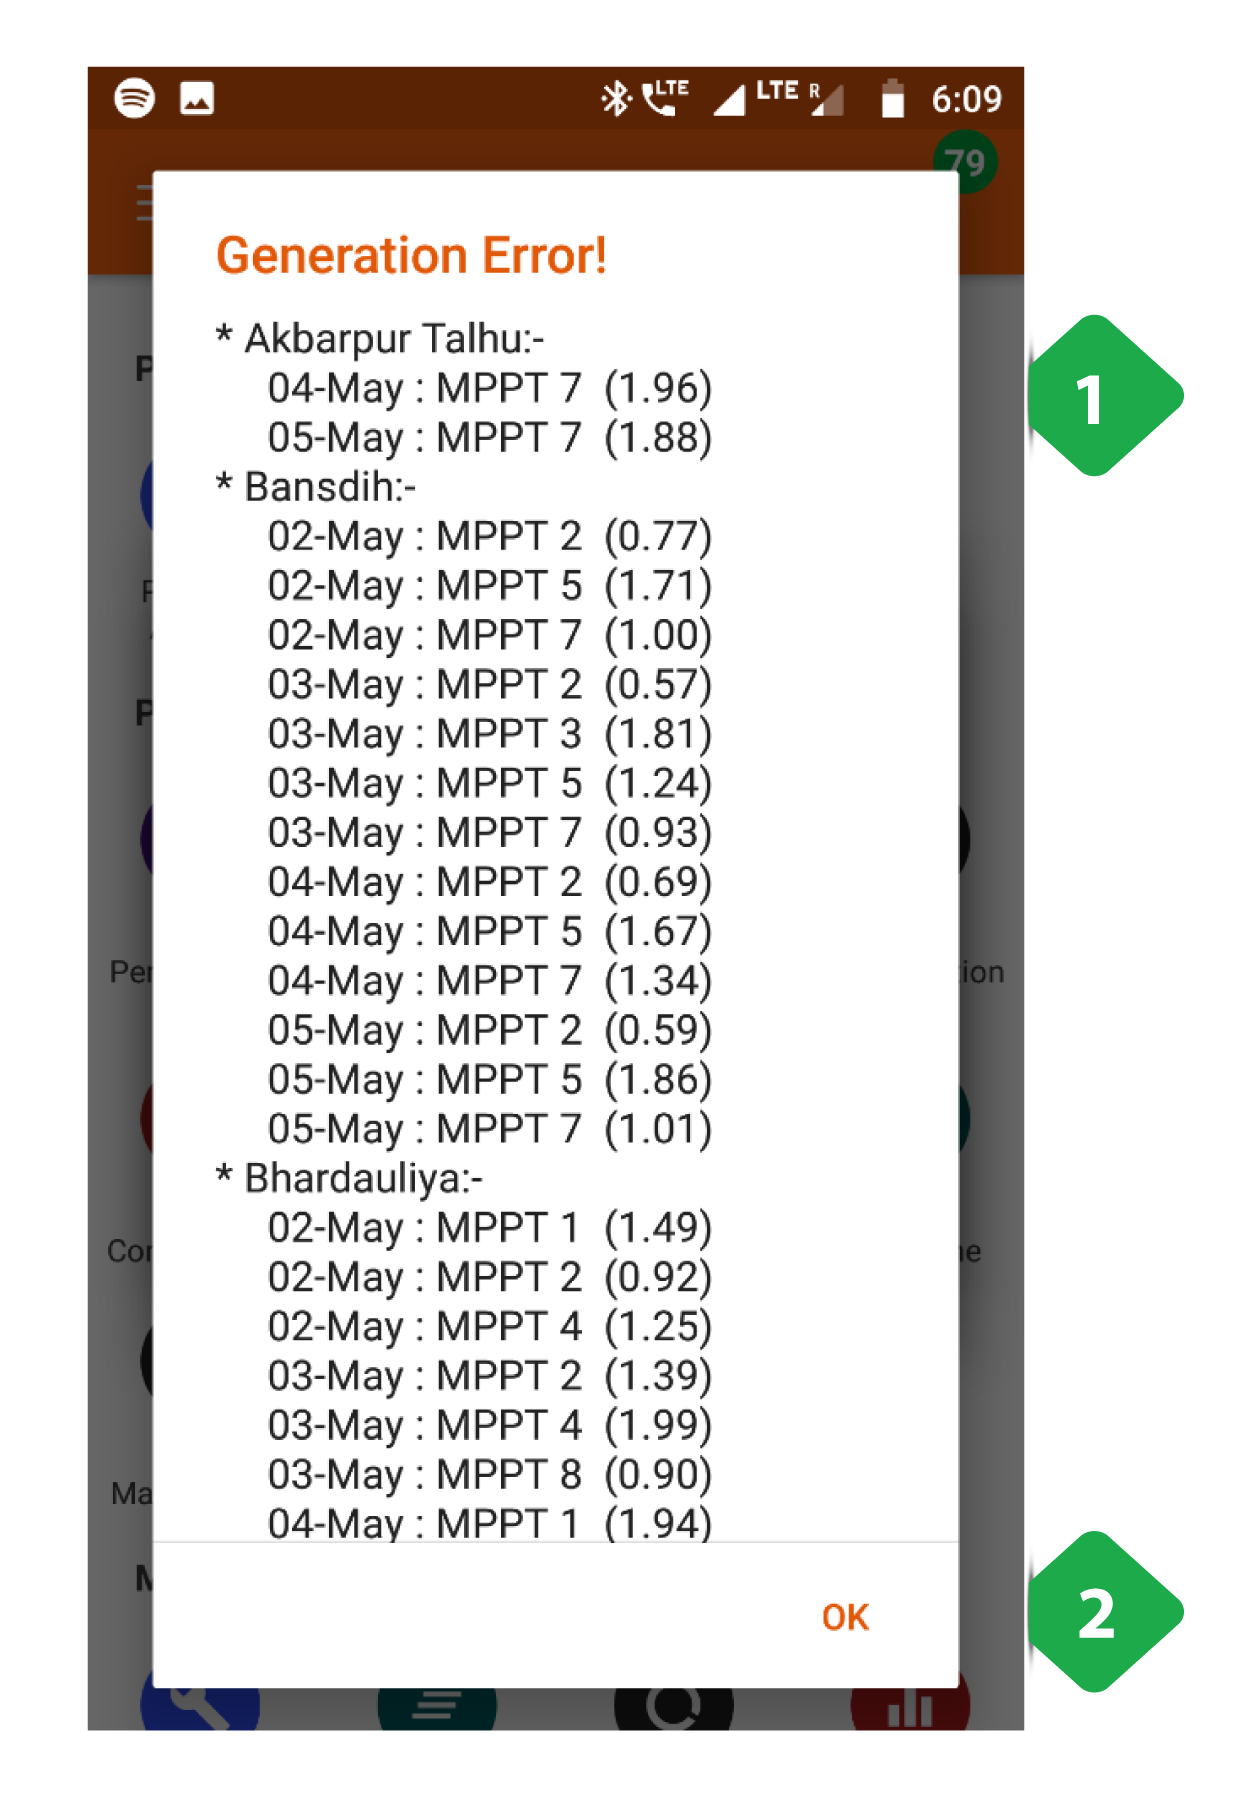 LTE LTE R 6:09
79
Generation Error!
* Akbarpur Talhu:-
04-May : MPPT 7 (1.96)
05-May : MPPT 7 (1.88)
1
* Bansdih:-
02-May : MPPT 2 (0.77)
02-May : MPPT 5 (1.71)
02-May : MPPT 7 (1.00)
03-May : MPPT 2 (0.57)
03-May : MPPT 3 (1.81)
03-May : MPPT 5 (1.24)
03-May : MPPT 7 (0.93)
04-May : MPPT 2 (0.69)
04-May : MPPT 5 (1.67)
04-May : MPPT 7 (1.34)
05-May : MPPT 2 (0.59)
05-May : MPPT 5 (1.86)
05-May : MPPT 7 (1.01)
* Bhardauliya:-
02-May : MPPT 1 (1.49)
02-May : MPPT 2 (0.92)
02-May : MPPT 4 (1.25)
03-May : MPPT 2 (1.39)
03-May : MPPT 4 (1.99)
03-May : MPPT 8 (0.90)
04-May : MPPT 1 (1.94)
OK
2